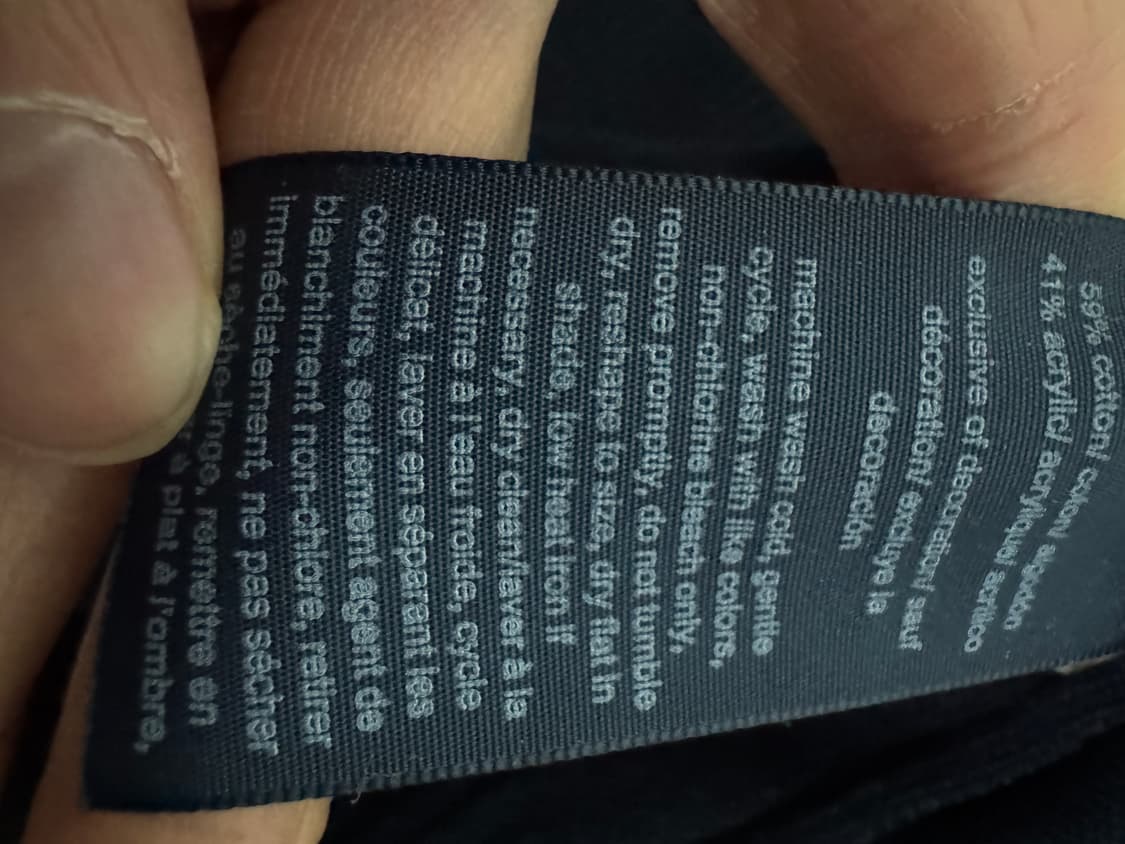 59% cotton/ coton/ algodón
41% acrylic/ acrylique/ acrílico
exclusive of decoration/ sauf
décoration/ excluye la
decoración
machine wash cold, gentle
cycle, wash with like colors,
non-chlorine bleach only,
remove promptly, do not tumble
dry, reshape to size, dry flat in
shade, low heat iron if
necessary, dry clean/laver à la
machine à l'eau froide, cycle
délicat, laver en séparant les
couleurs, seulement agent de
blanchiment non-chlore, retirer
immédiatement, ne pas sécher
au sèche-linge, remettre en
à plat à l'ombre,